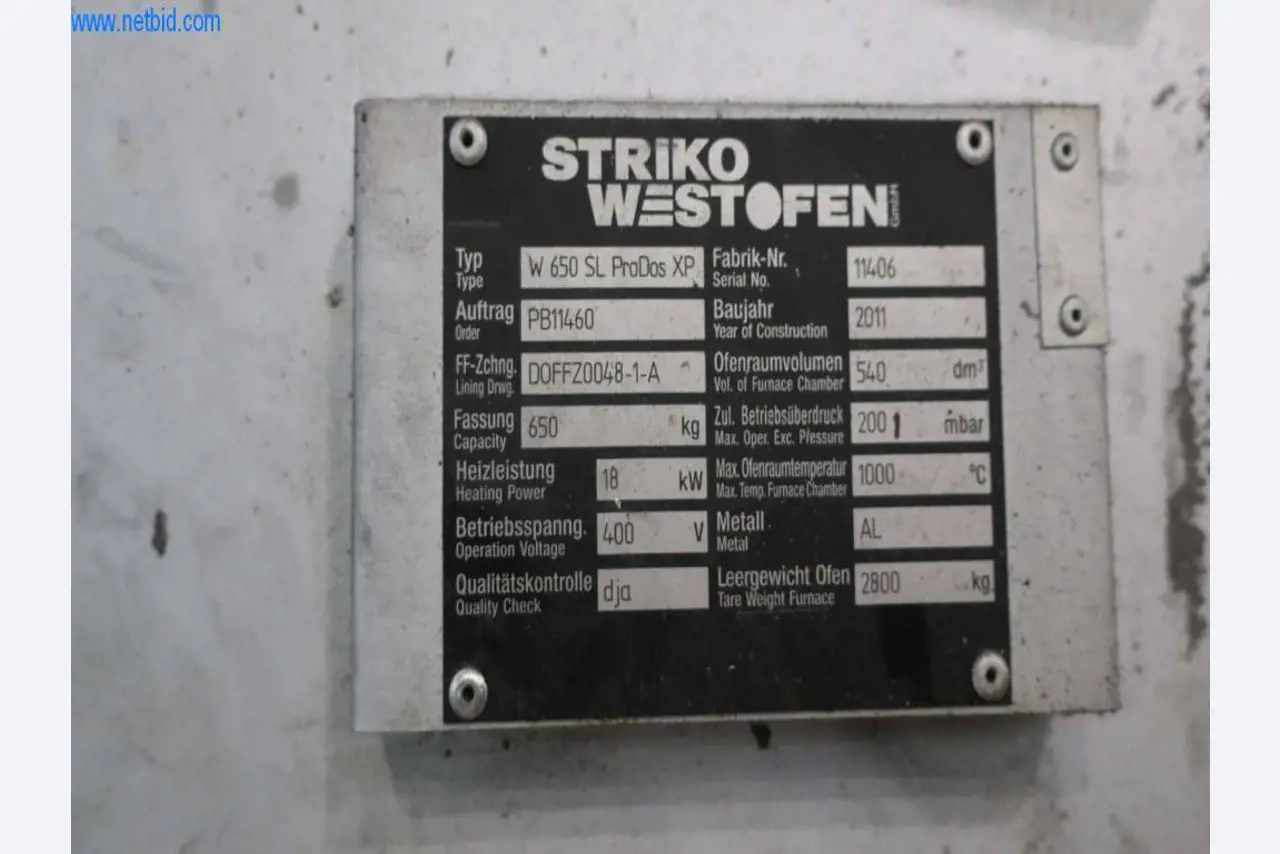 www.netbid.com
STRIKO
WESTOFEN GmbH
Typ W 650 SL ProDos XP Fabrik-Nr. 11406
Type Serial No.
Auftrag PB11460 Baujahr 2011
Order Year of Construction
FF-Zchng. DOFFZ0048-1-A Ofenraumvolumen 540 dm³
Lining Drwg. Vol. of Furnace Chamber
Fassung 650 kg Zul. Betriebsüberdruck 200 mbar
Capacity Max. Oper. Exc. Pressure
Heizleistung 18 kW Max. Ofenraumtemperatur 1000 °C
Heating Power Max. Temp. Furnace Chamber
Betriebsspanng. 400 V Metall AL
Operation Voltage Metal
Qualitätskontrolle dja Leergewicht Ofen 2800 kg
Quality Check Tare Weight Furnace